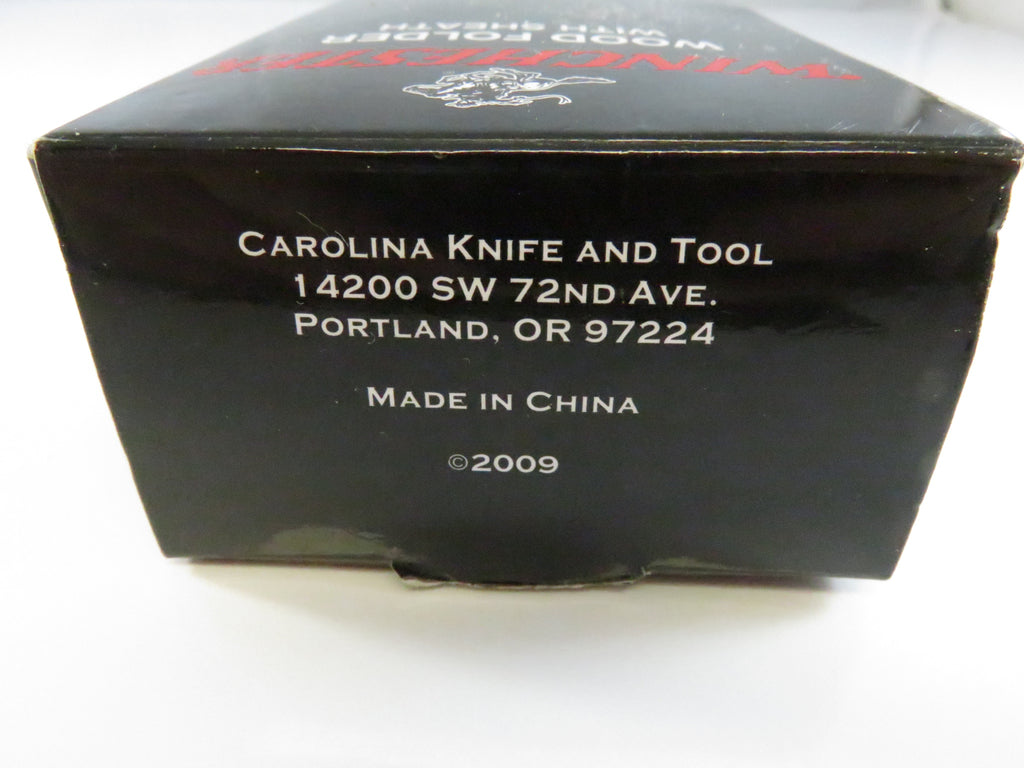 WINCHESTER
WOOD FOLDER
WITH SHEATH
CAROLINA KNIFE AND TOOL
14200 SW 72ND AVE.
PORTLAND, OR 97224
MADE IN CHINA
©2009